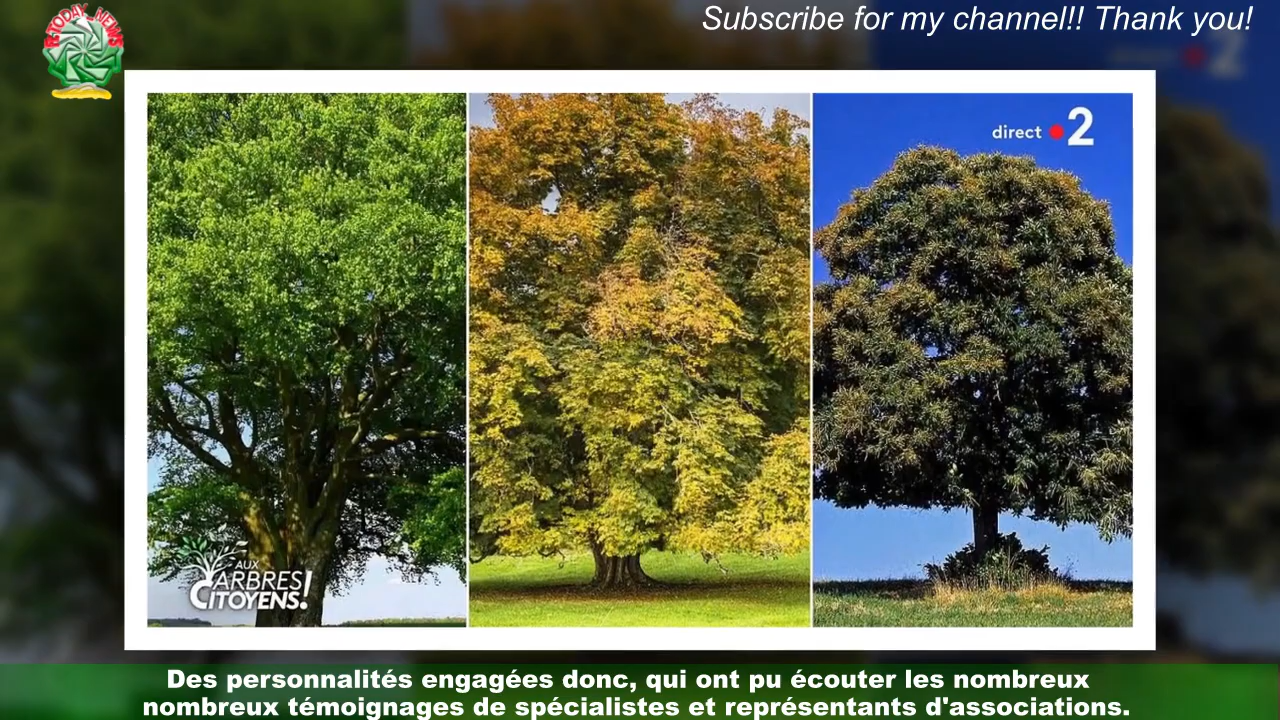 B-TODAY_NEWS
Subscribe for my channel!! Thank you!
direct 2
AUX
ARBRES
CITOYENS!
Des personnalités engagées donc, qui ont pu écouter les nombreux
nombreux témoignages de spécialistes et représentants d'associations.